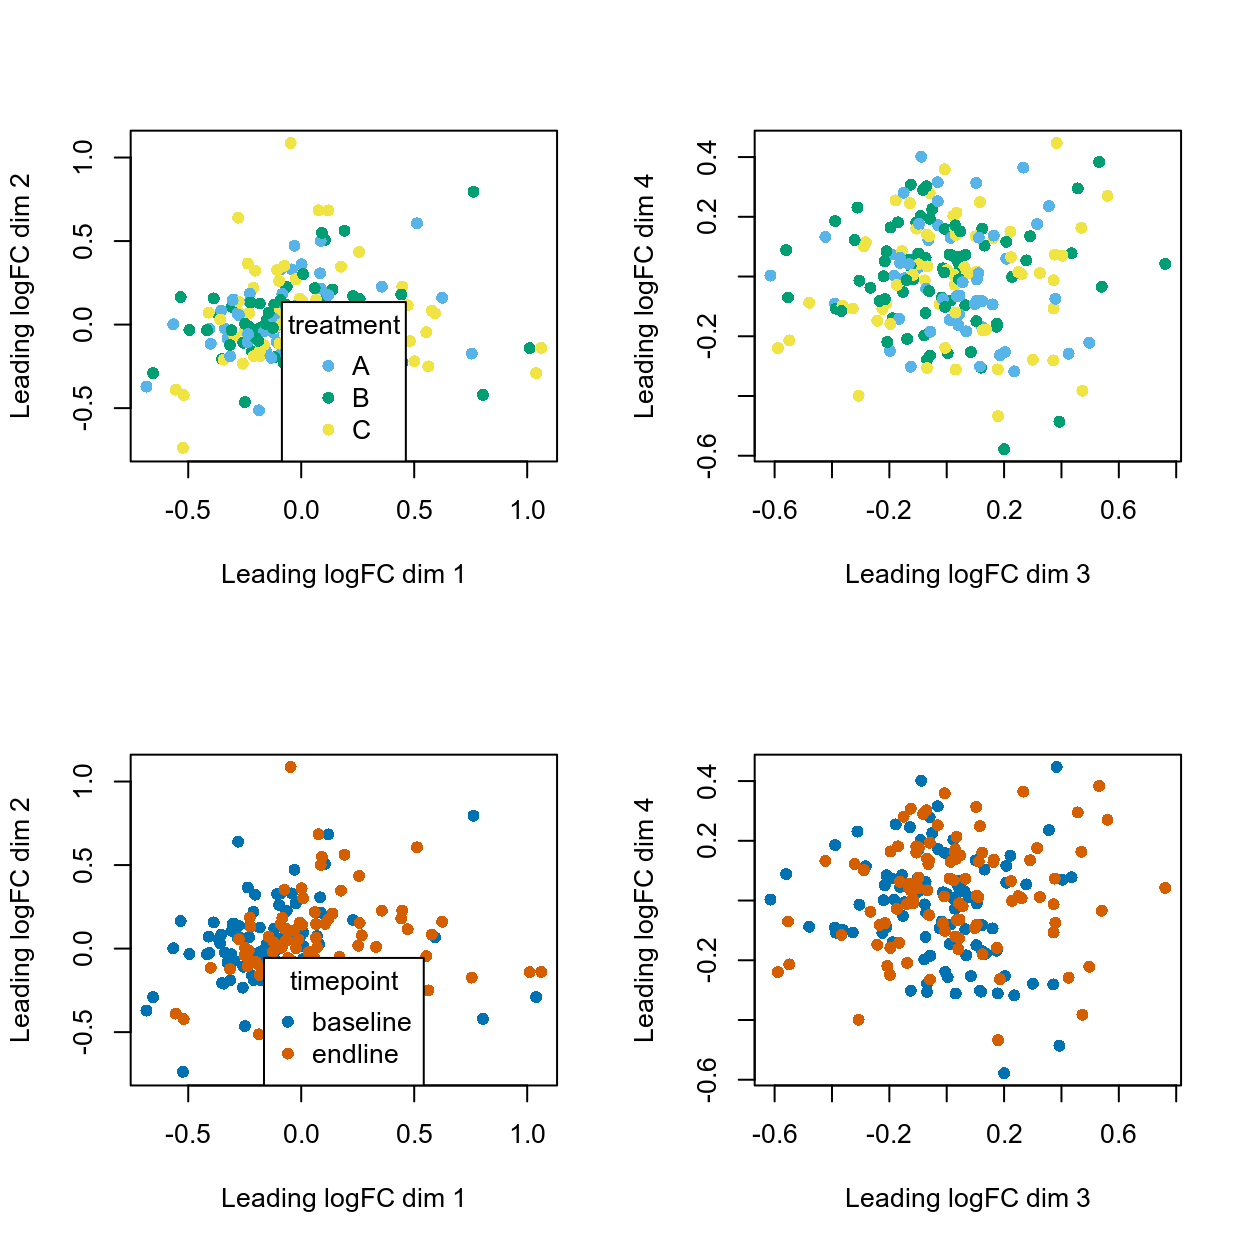 Leading logFC dim 2
1.0
0.5
0.0
-0.5
treatment
A
B
C
-0.5 0.0 0.5 1.0
Leading logFC dim 1
Leading logFC dim 4
0.4
0.2
-0.2
-0.6
-0.6 -0.2 0.2 0.6
Leading logFC dim 3
Leading logFC dim 2
1.0
0.5
0.0
-0.5
timepoint
baseline
endline
-0.5 0.0 0.5 1.0
Leading logFC dim 1
Leading logFC dim 4
0.4
0.2
-0.2
-0.6
-0.6 -0.2 0.2 0.6
Leading logFC dim 3